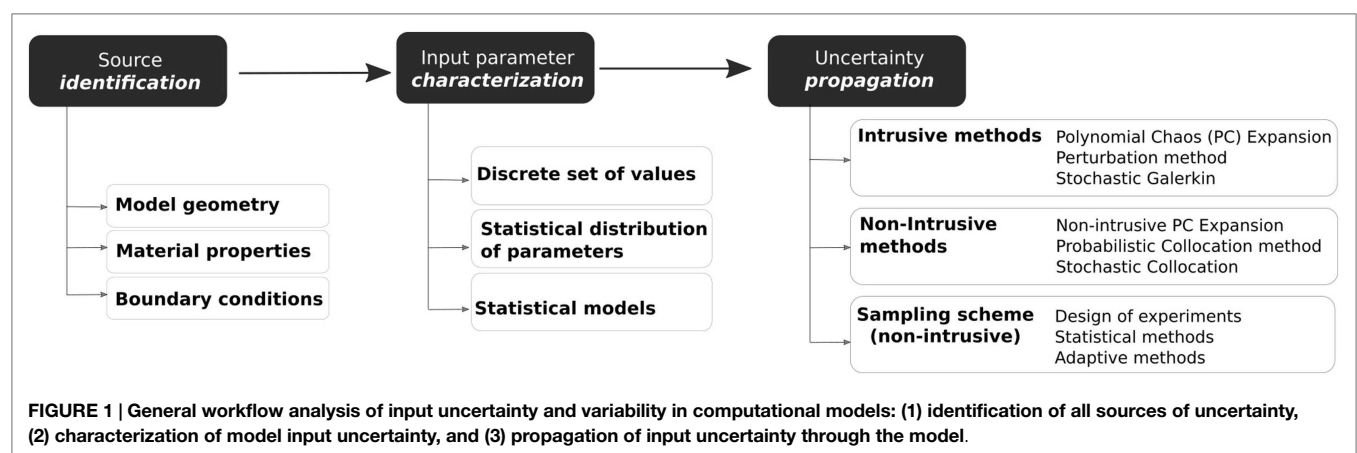 Source
identification
Input parameter
characterization
Uncertainty
propagation
Model geometry
Material properties
Boundary conditions
Discrete set of values
Statistical distribution
of parameters
Statistical models
Intrusive methods
Polynomial Chaos (PC) Expansion
Perturbation method
Stochastic Galerkin
Non-Intrusive
methods
Non-intrusive PC Expansion
Probabilistic Collocation method
Stochastic Collocation
Sampling scheme
(non-intrusive)
Design of experiments
Statistical methods
Adaptive methods
FIGURE 1 | General workflow analysis of input uncertainty and variability in computational models: (1) identification of all sources of uncertainty,
(2) characterization of model input uncertainty, and (3) propagation of input uncertainty through the model.